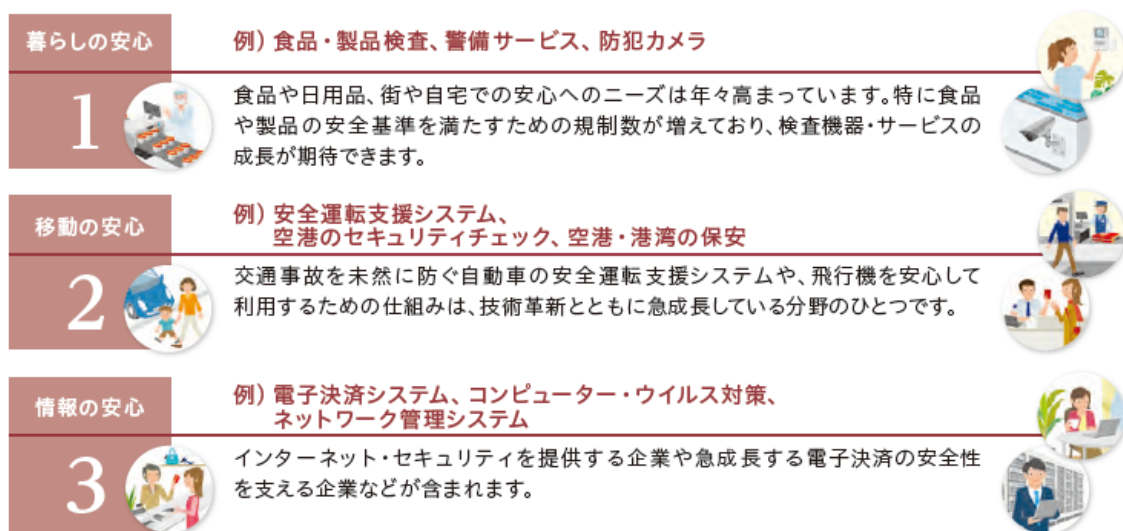 暮らしの安心
例）食品・製品検査、警備サービス、防犯カメラ
1
食品や日用品、街や自宅での安心へのニーズは年々高まっています。特に食品
や製品の安全基準を満たすための規制数が増えており、検査機器・サービスの
成長が期待できます。
移動の安心
例）安全運転支援システム、
空港のセキュリティチェック、空港・港湾の保安
2
交通事故を未然に防ぐ自動車の安全運転支援システムや、飛行機を安心して
利用するための仕組みは、技術革新とともに急成長している分野のひとつです。
情報の安心
例）電子決済システム、コンピューター・ウイルス対策、
ネットワーク管理システム
3
インターネット・セキュリティを提供する企業や急成長する電子決済の安全性
を支える企業などが含まれます。